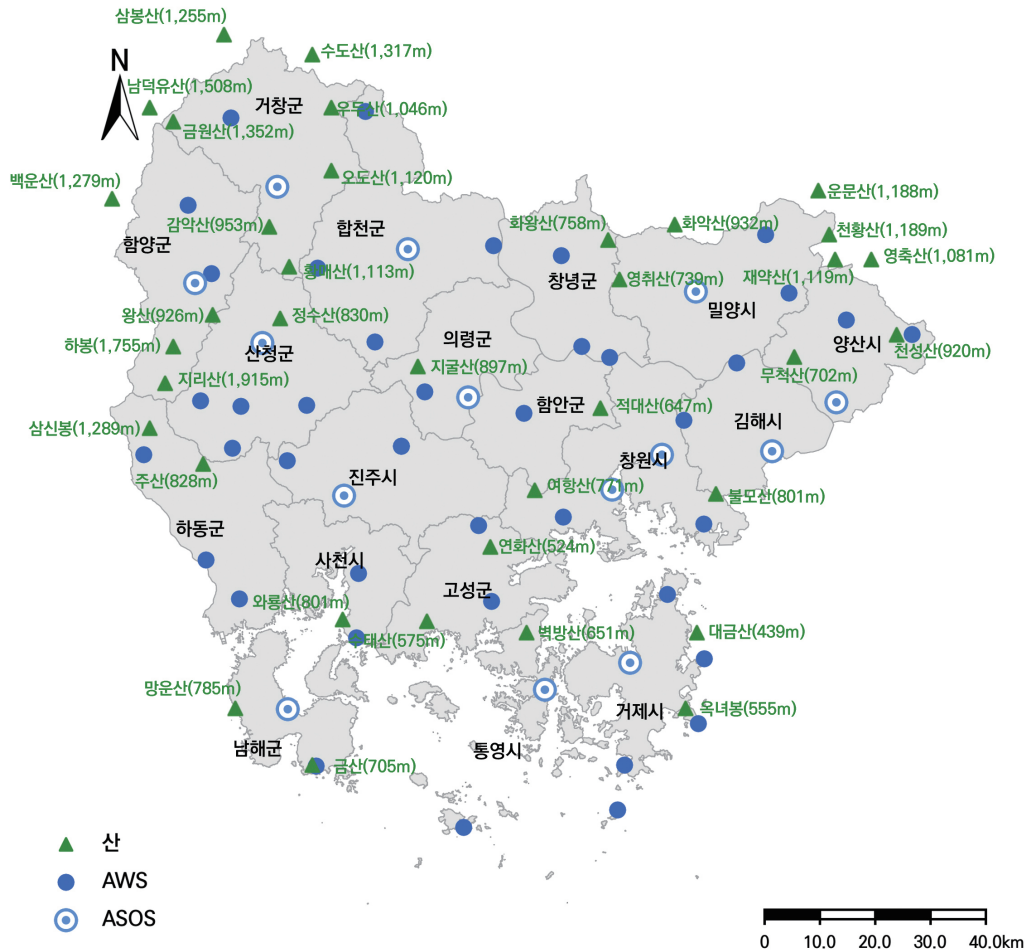 삼봉산(1,255m)
수도산(1,317m)
N
남덕유산(1,508m)
거창군
우두산(1,046m)
금원산(1,352m)
백운산(1,279m)
오도산(1,120m)
운문산(1,188m)
감악산(953m)
합천군
화왕산(758m)
화악산(932m)
천황산(1,189m)
함양군
영축산(1,081m)
황매산(1,113m)
창녕군
영취산(739m)
재약산(1,119m)
밀양시
왕산(926m)
정수산(830m)
의령군
양산시
하봉(1,755m)
산청군
천성산(920m)
지굴산(897m)
무척산(702m)
지리산(1,915m)
함안군
적대산(647m)
김해시
삼신봉(1,289m)
창원시
주산(828m)
진주시
여항산(771m)
불모산(801m)
하동군
연화산(524m)
사천시
고성군
와룡산(801m)
수태산(575m)
벽방산(651m)
대금산(439m)
망운산(785m)
거제시
옥녀봉(555m)
남해군
통영시
금산(705m)
산
AWS
ASOS
0 10.0 20.0 30.0 40.0km